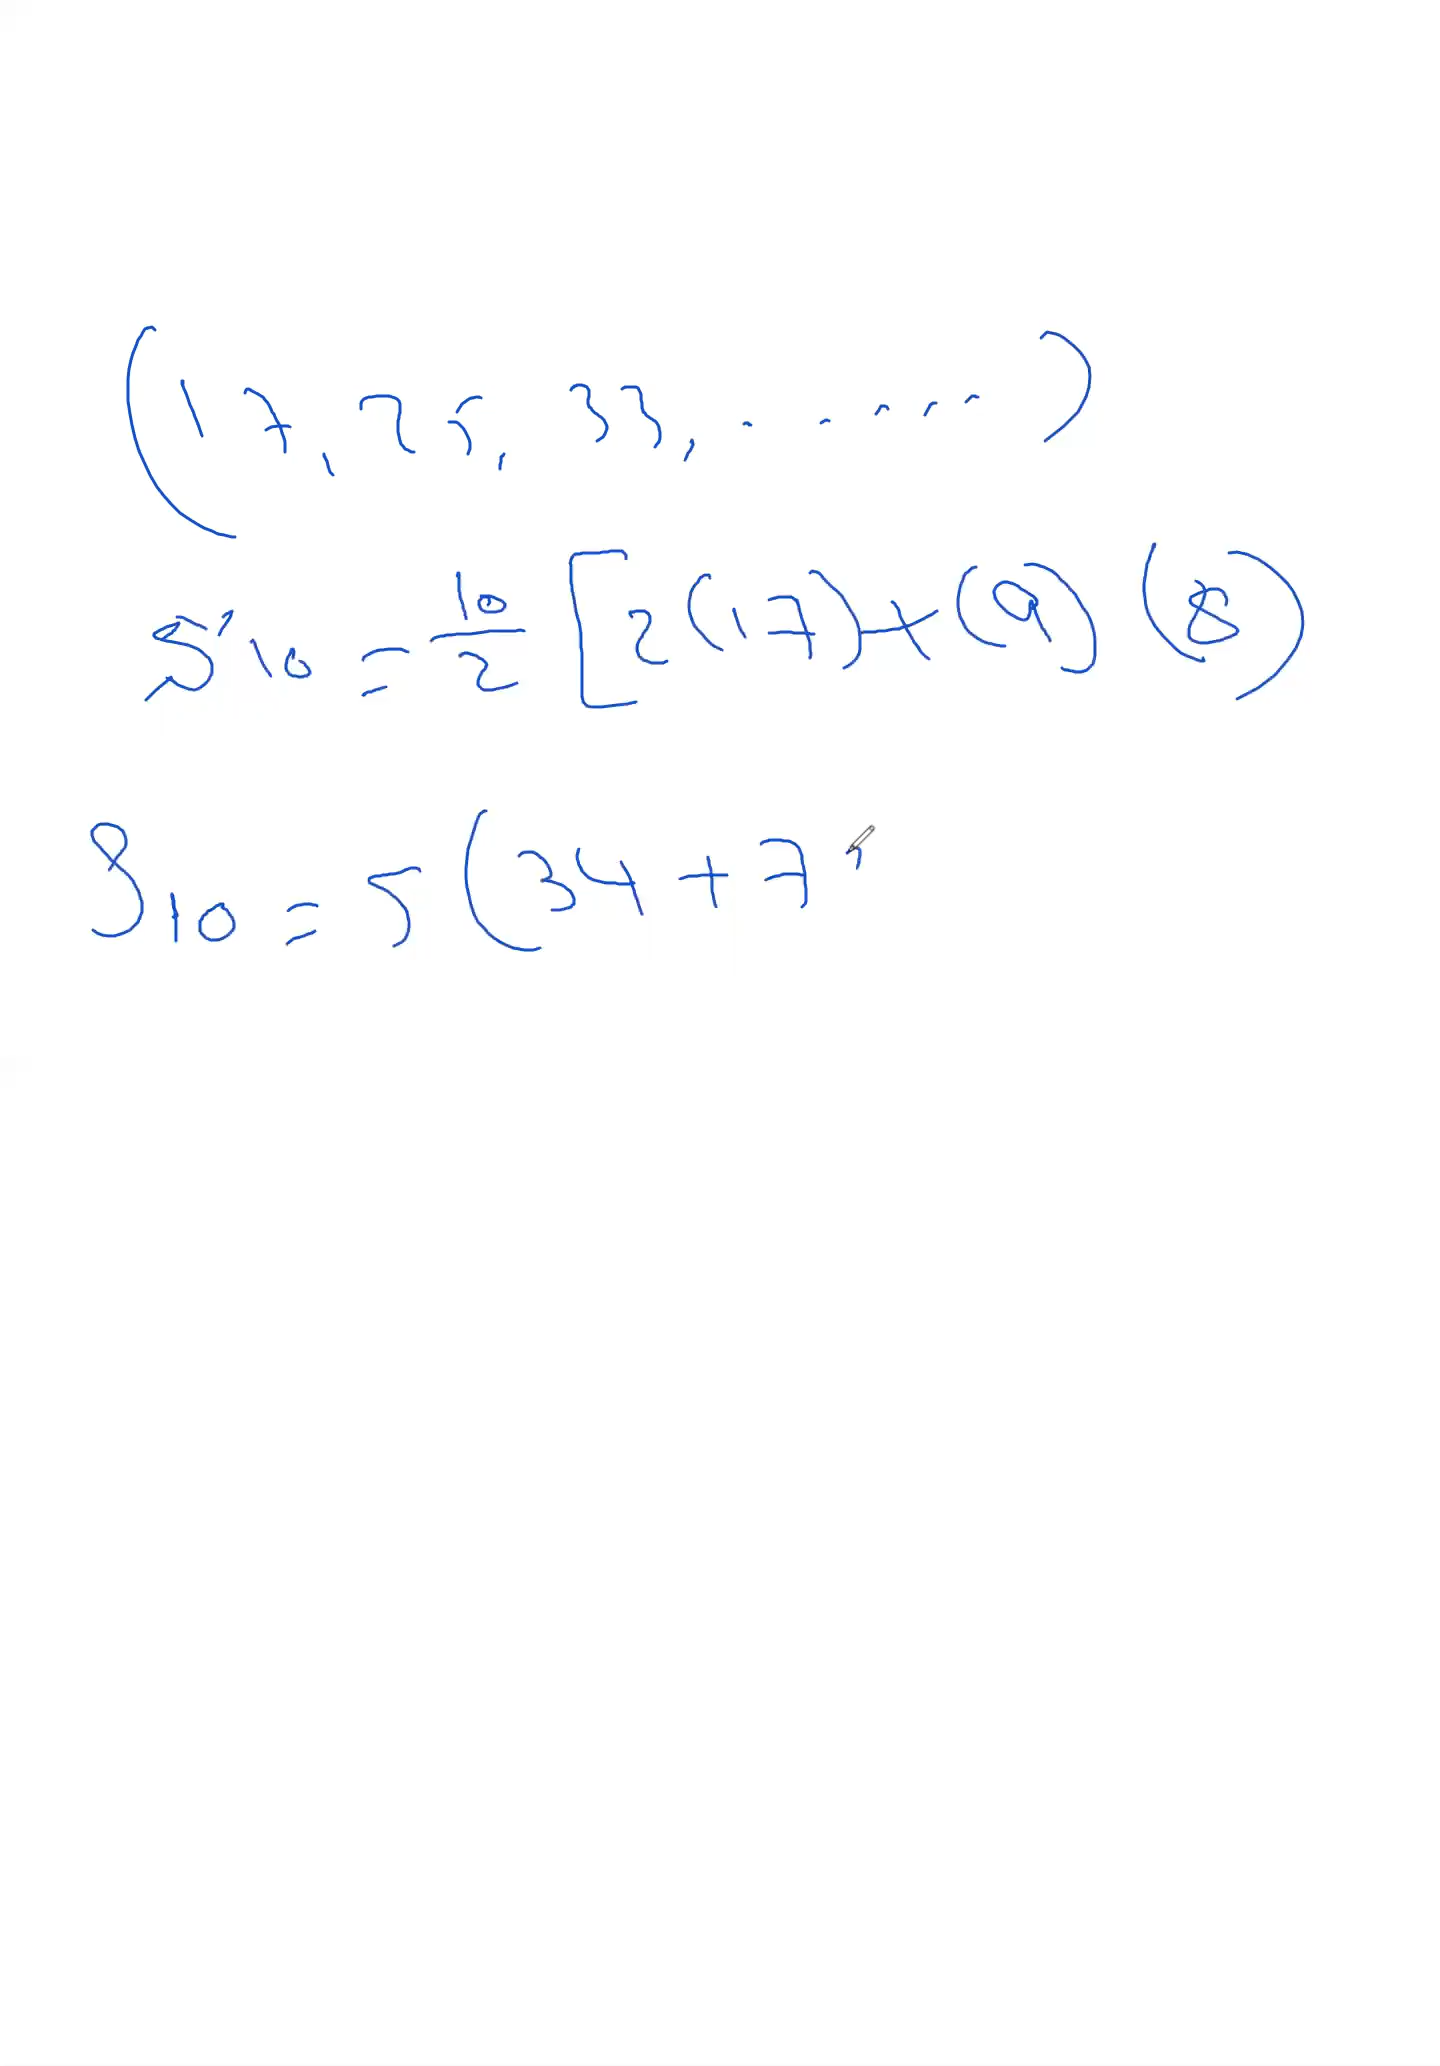 (17, 25, 33, ......)
S10 = 10/2 [2(17)+(9)(8)
S10 = 5(34+7